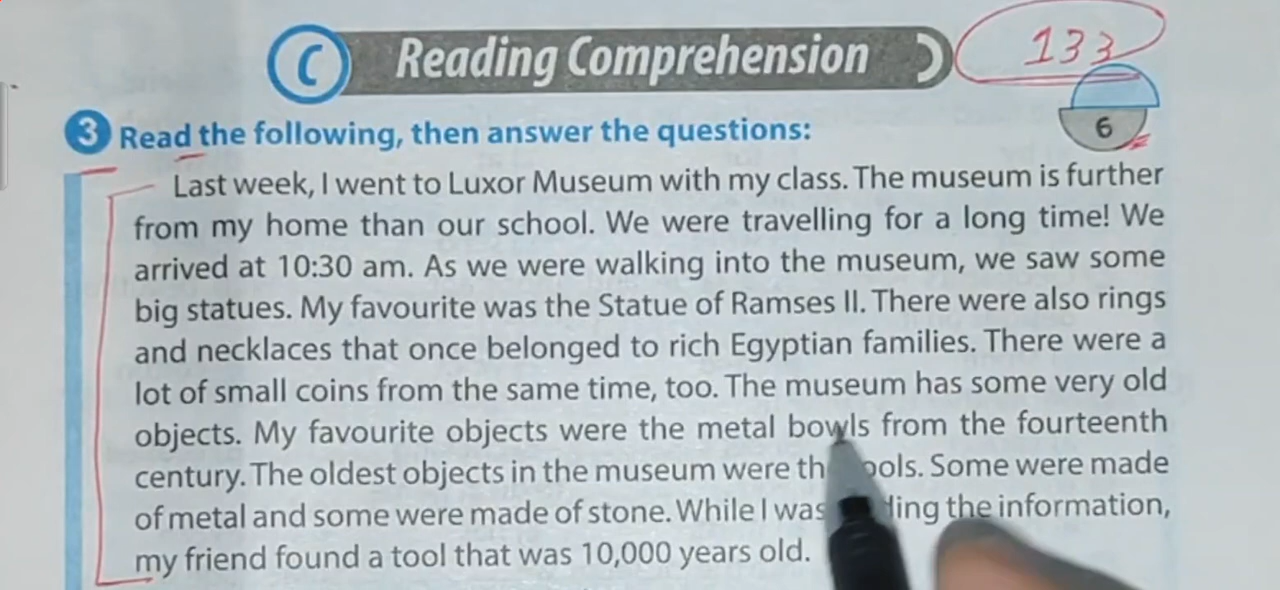 C Reading Comprehension 133
6
3 Read the following, then answer the questions:
Last week, I went to Luxor Museum with my class. The museum is further
from my home than our school. We were travelling for a long time! We
arrived at 10:30 am. As we were walking into the museum, we saw some
big statues. My favourite was the Statue of Ramses II. There were also rings
and necklaces that once belonged to rich Egyptian families. There were a
lot of small coins from the same time, too. The museum has some very old
objects. My favourite objects were the metal bowls from the fourteenth
century. The oldest objects in the museum were th ools. Some were made
of metal and some were made of stone. While I was ding the information,
my friend found a tool that was 10,000 years old.